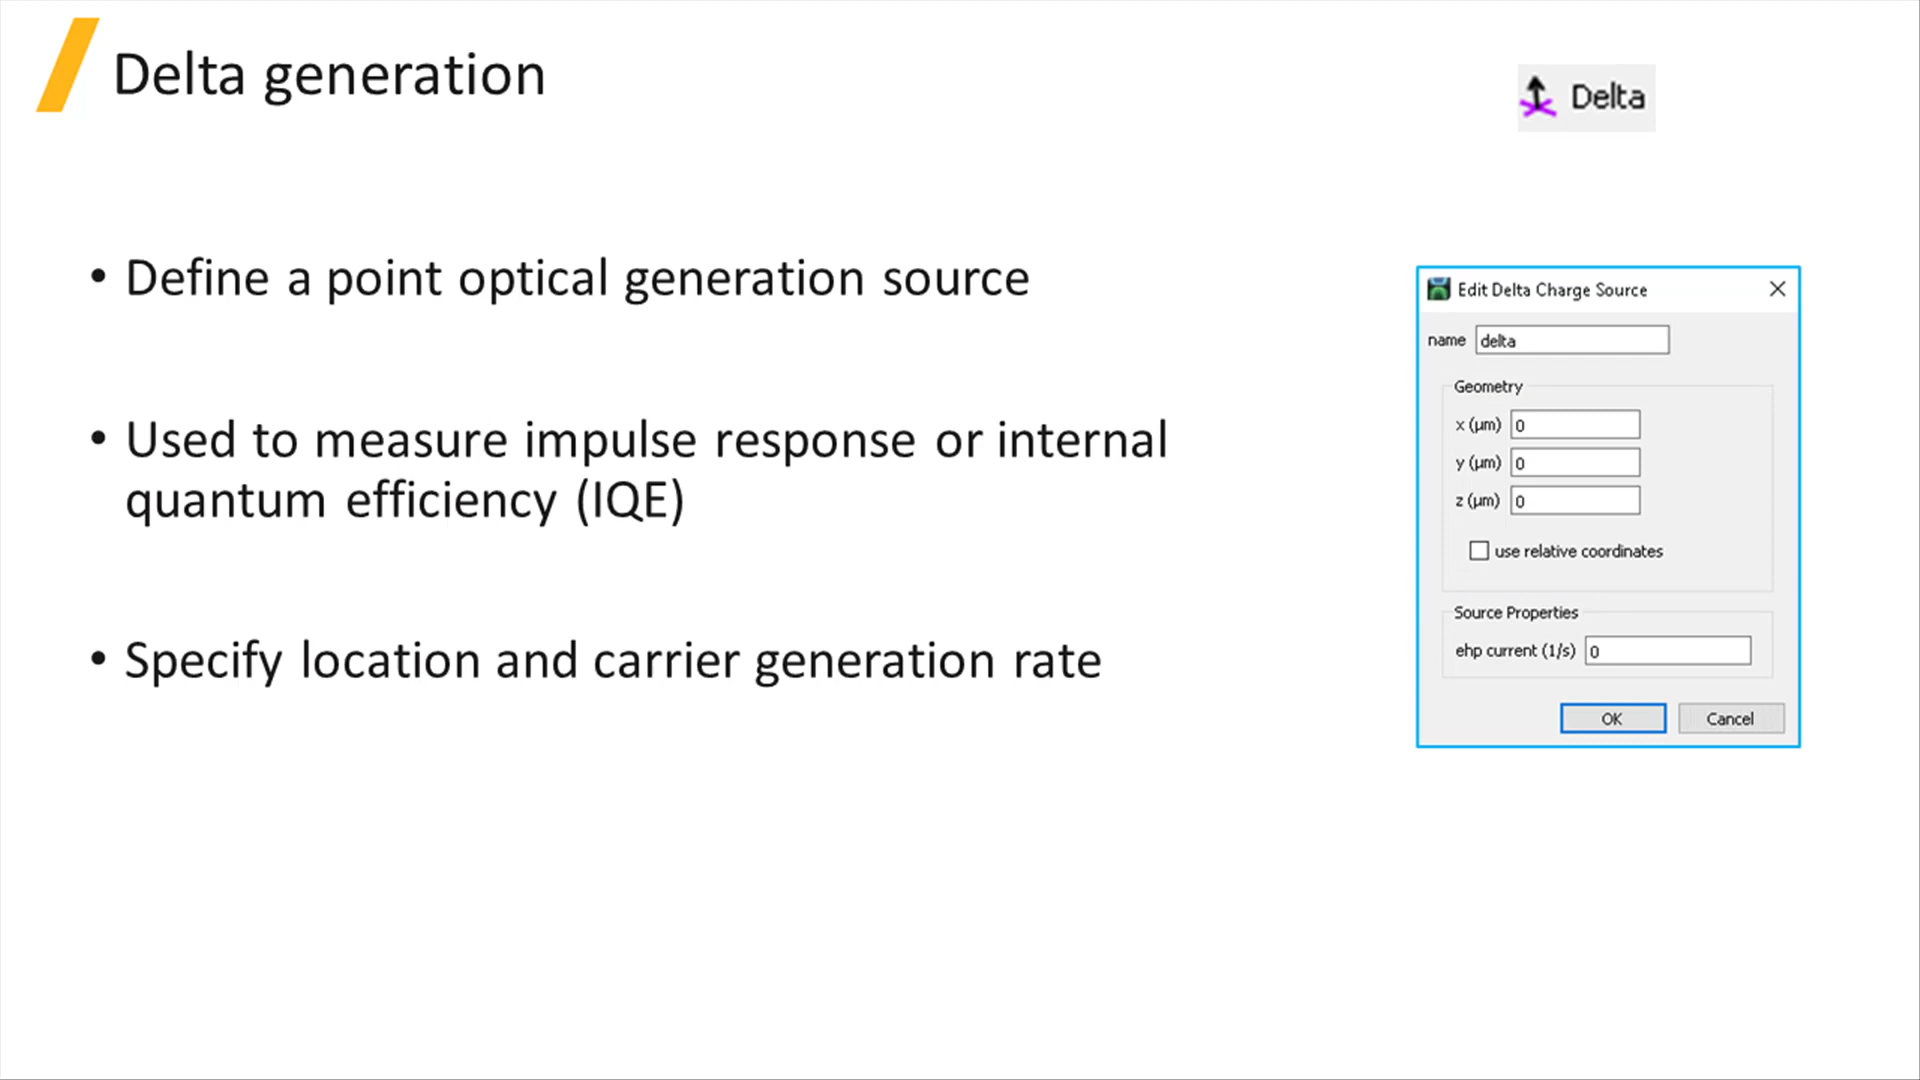 Delta generation
Delta
• Define a point optical generation source
• Used to measure impulse response or internal
quantum efficiency (IQE)
• Specify location and carrier generation rate
Edit Delta Charge Source
name delta
Geometry
x (μm) 0
y (μm) 0
z (μm) 0
use relative coordinates
Source Properties
ehp current (1/s) 0
OK Cancel